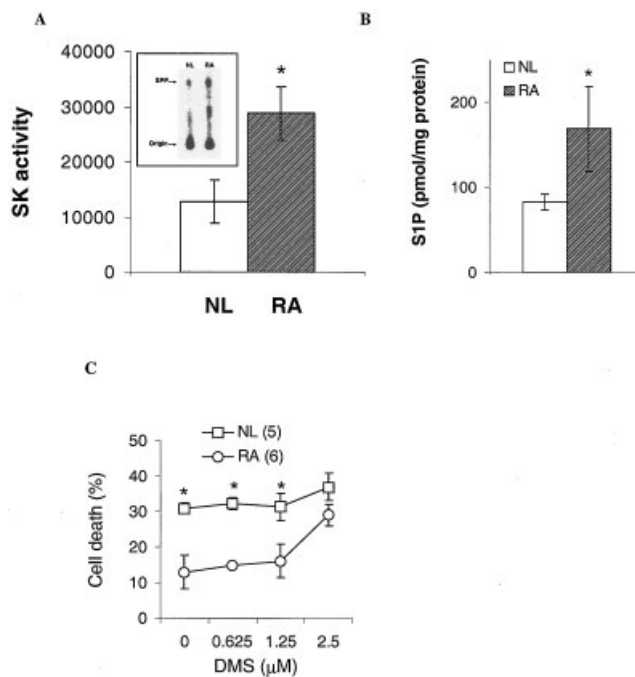 A
SK activity
40000
30000
20000
10000
0
NL RA
Origin
*
NL RA
B
S1P (pmol/mg protein)
200
100
0
NL
RA
*
C
NL (5)
RA (6)
Cell death (%)
50
40
30
20
10
0
* * *
0 0.625 1.25 2.5
DMS (μM)